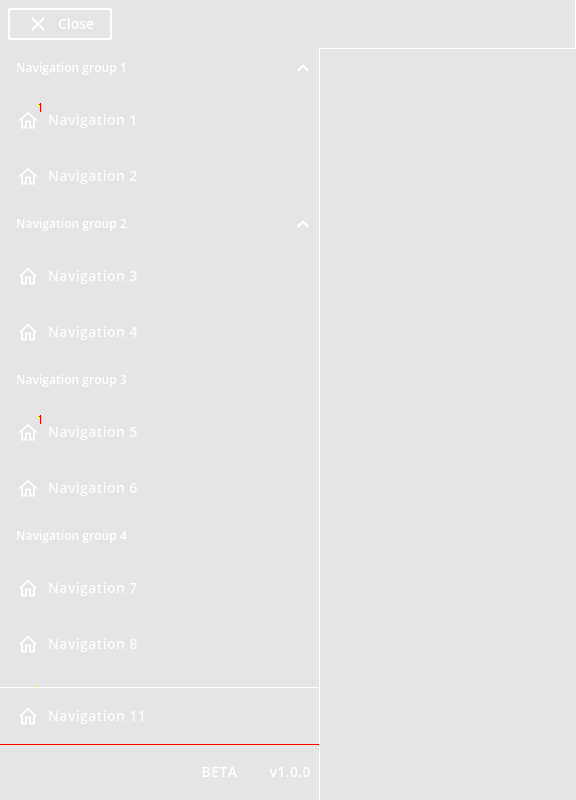 Close
Navigation group 1
1
Navigation 1
Navigation 2
Navigation group 2
Navigation 3
Navigation 4
Navigation group 3
1
Navigation 5
Navigation 6
Navigation group 4
Navigation 7
Navigation 8
Navigation 11
BETA v1.0.0